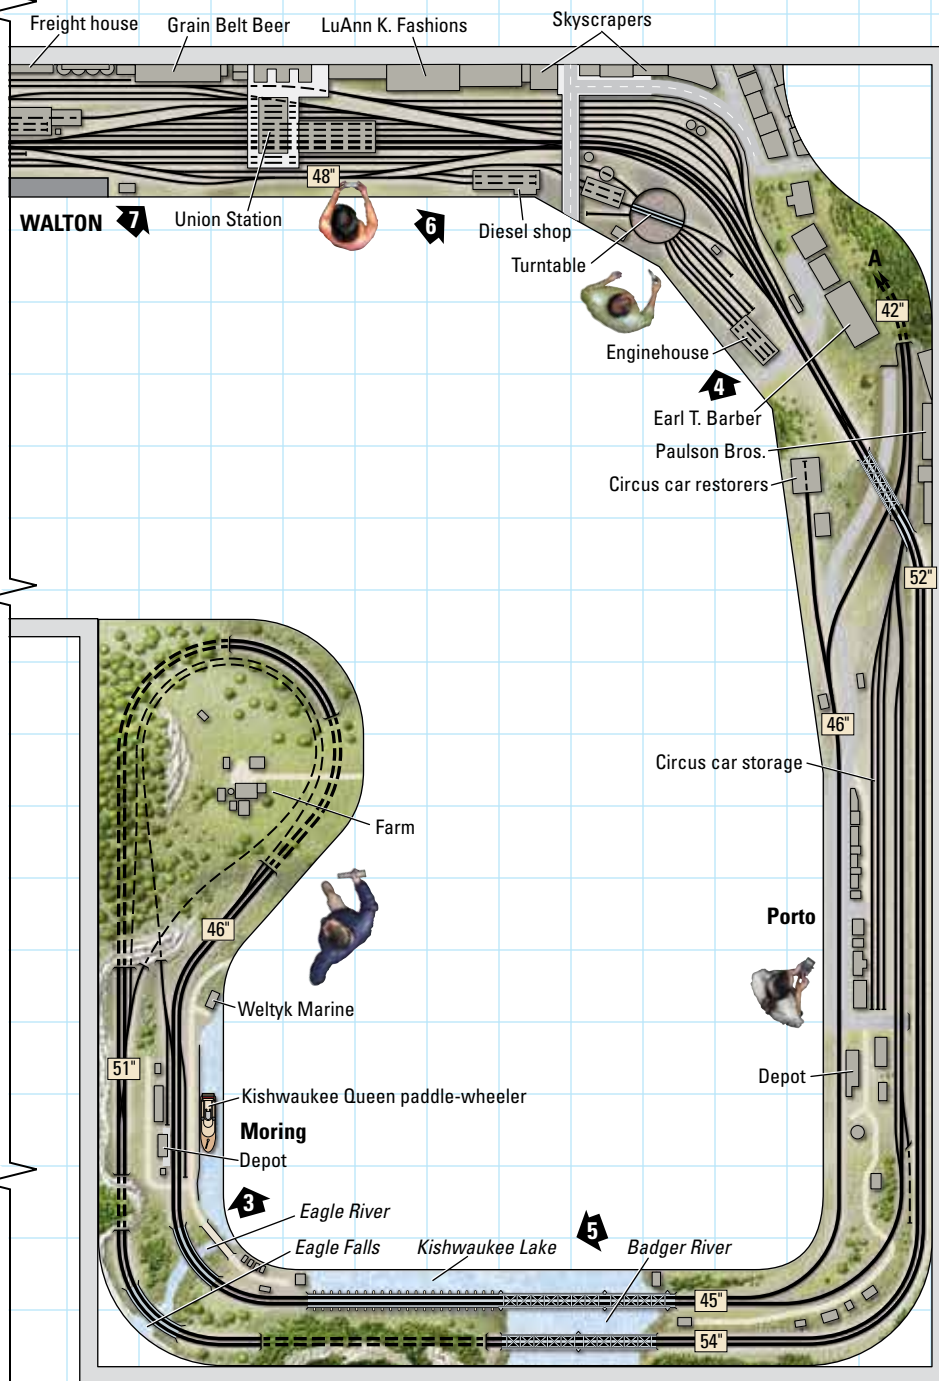 Freight house
Grain Belt Beer
LuAnn K. Fashions
Skyscrapers
48"
WALTON
7
Union Station
6
Diesel shop
Turntable
A
42"
Enginehouse
4
Earl T. Barber
Paulson Bros.
Circus car restorers
52"
46"
Circus car storage
Farm
Porto
46"
Weltyk Marine
51"
Depot
Kishwaukee Queen paddle-wheeler
Moring
Depot
3
Eagle River
5
Eagle Falls
Kishwaukee Lake
Badger River
45"
54"